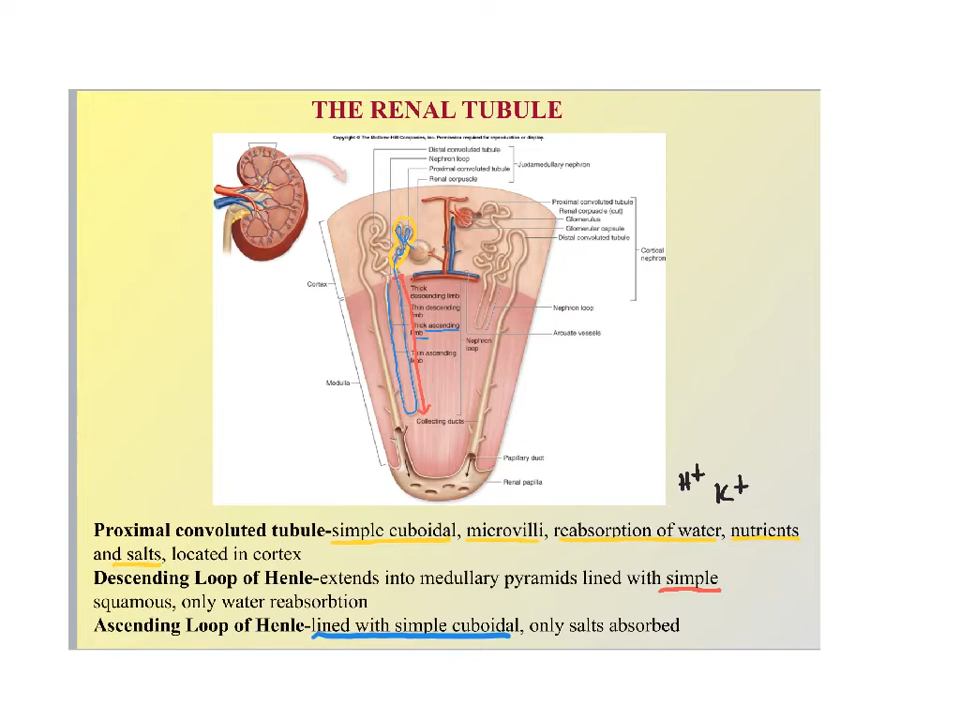 THE RENAL TUBULE
Copyright © The McGraw-Hill Companies, Inc. Permission required for reproduction or display.
Distal convoluted tubule
Nephron loop
Proximal convoluted tubule
Renal corpuscle
Juxtamedullary nephron
Proximal convoluted tubule
Renal corpuscle (cut)
Glomerulus
Glomerular capsule
Distal convoluted tubule
Cortical
nephron
Cortex
Thick
descending limb
Thin descending
limb
Thick ascending
limb
Thin ascending
limb
Nephron
loop
Nephron loop
Arcuate vessels
Medulla
Collecting ducts
Papillary duct
Renal papilla
H+ K+
Proximal convoluted tubule-simple cuboidal, microvilli, reabsorption of water, nutrients
and salts, located in cortex
Descending Loop of Henle-extends into medullary pyramids lined with simple
squamous, only water reabsorbtion
Ascending Loop of Henle-lined with simple cuboidal, only salts absorbed